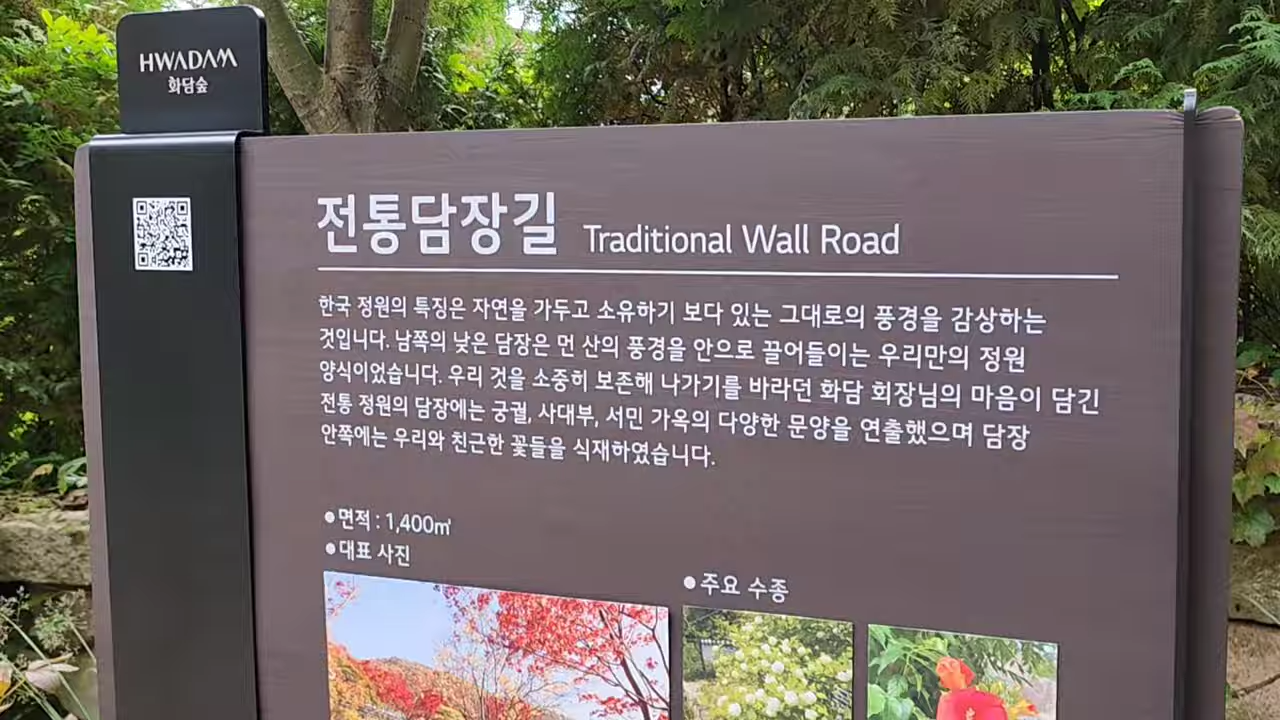 HWADAM
화담숲
전통담장길 Traditional Wall Road
한국 정원의 특징은 자연을 가두고 소유하기 보다 있는 그대로의 풍경을 감상하는
것입니다. 남쪽의 낮은 담장은 먼 산의 풍경을 안으로 끌어들이는 우리만의 정원
양식이었습니다. 우리 것을 소중히 보존해 나가기를 바라던 화담 회장님의 마음이 담긴
전통 정원의 담장에는 궁궐, 사대부, 서민 가옥의 다양한 문양을 연출했으며 담장
안쪽에는 우리와 친근한 꽃들을 식재하였습니다.
●면적 : 1,400㎡
●대표 사진
●주요 수종